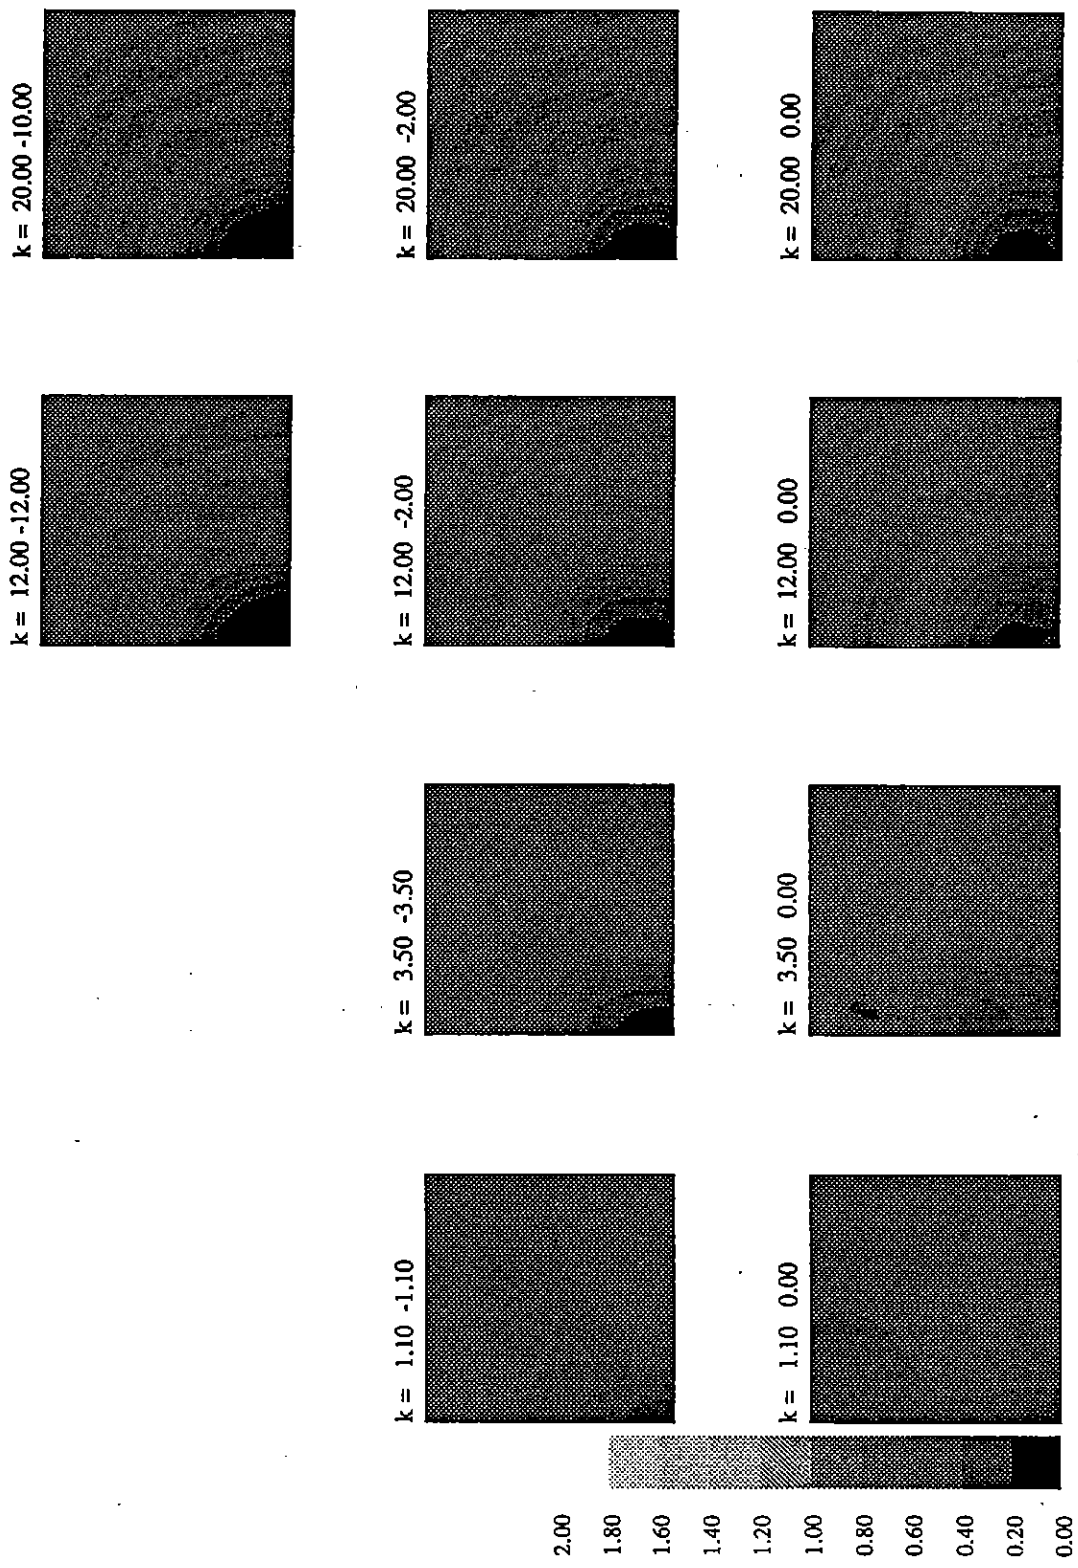 k = 20.00 -10.00
k = 20.00 -2.00
k = 20.00 0.00
k = 12.00 -12.00
k = 12.00 -2.00
k = 12.00 0.00
k = 3.50 -3.50
k = 3.50 0.00
k = 1.10 -1.10
k = 1.10 0.00
2.00
1.80
1.60
1.40
1.20
1.00
0.80
0.60
0.40
0.20
0.00